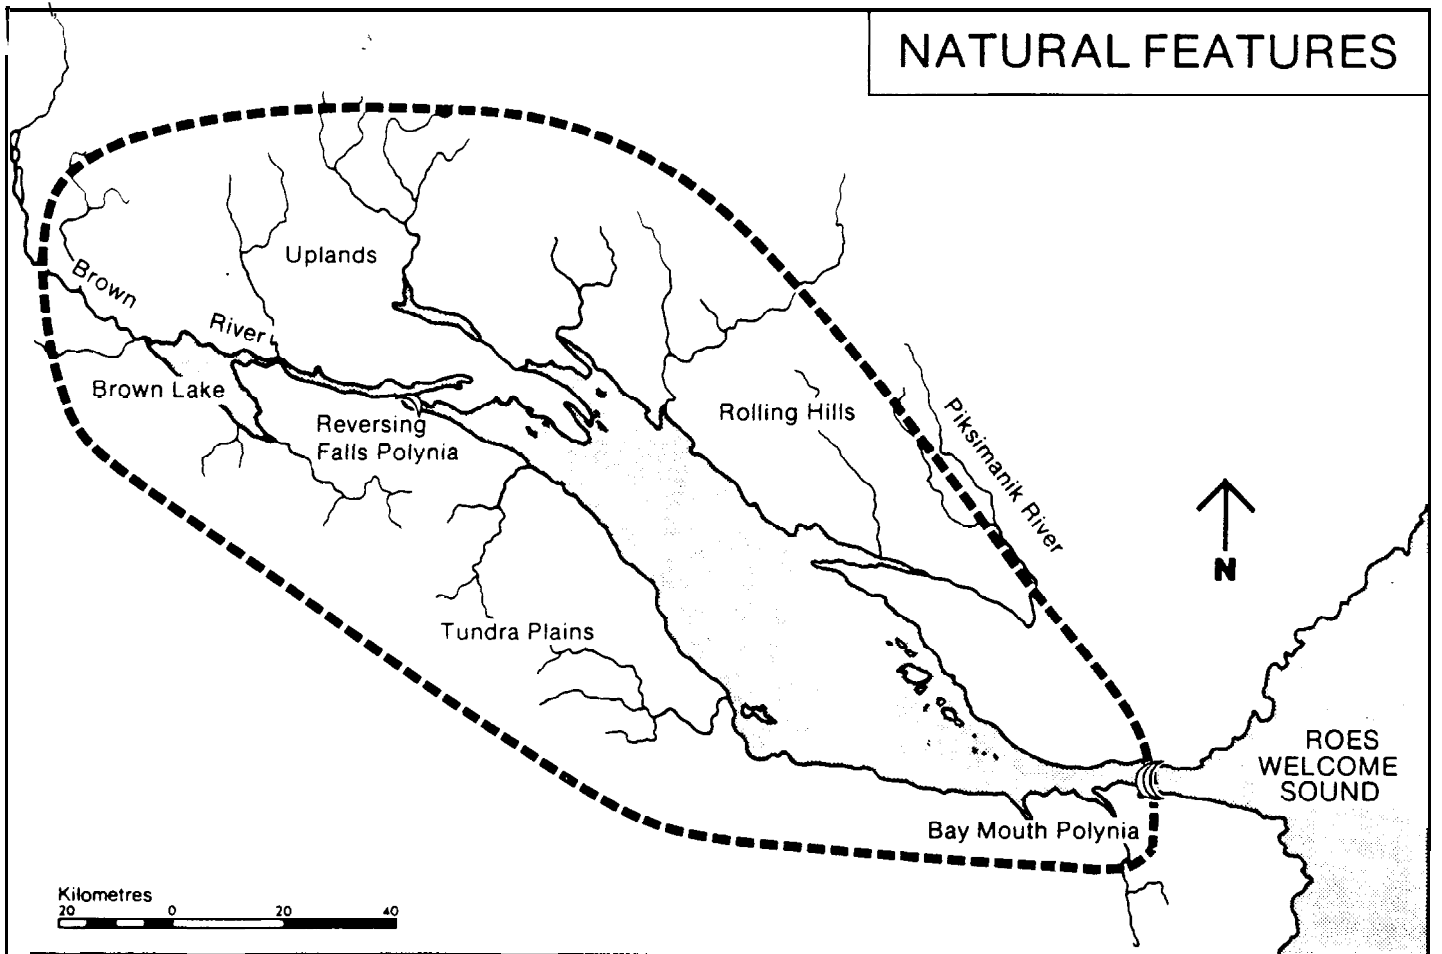 NATURAL FEATURES
Uplands
Brown
River
Brown Lake
Reversing
Falls Polynia
Rolling Hills
Piksimanik River
N
Tundra Plains
ROES
WELCOME
SOUND
Bay Mouth Polynia
Kilometres
20 0 20 40